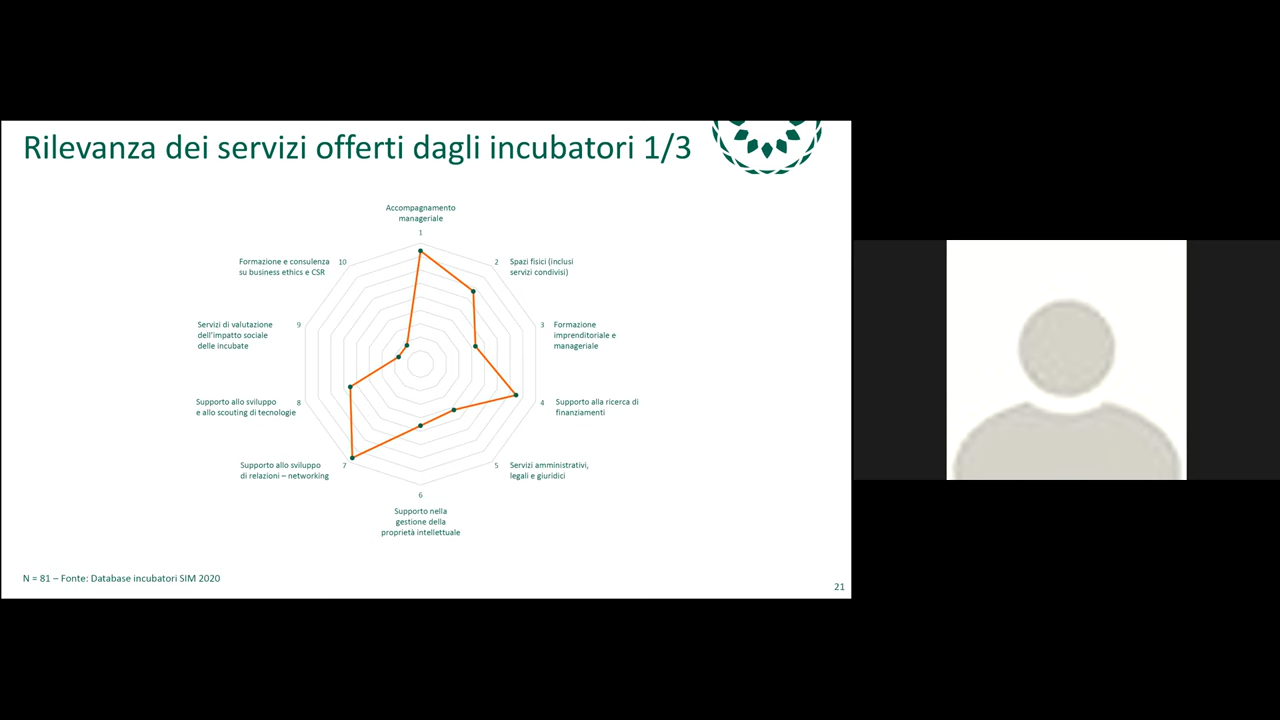 Rilevanza dei servizi offerti dagli incubatori 1/3
Accompagnamento
manageriale
1
2
Spazi fisici (inclusi
servizi condivisi)
3
Formazione
imprenditoriale e
manageriale
4
Supporto alla ricerca di
finanziamenti
5
Servizi amministrativi,
legali e giuridici
6
Supporto nella
gestione della
proprietà intellettuale
7
Supporto allo sviluppo
di relazioni – networking
8
Supporto allo sviluppo
e allo scouting di tecnologie
9
Servizi di valutazione
dell'impatto sociale
delle incubate
10
Formazione e consulenza
su business ethics e CSR
N = 81 – Fonte: Database incubatori SIM 2020
21